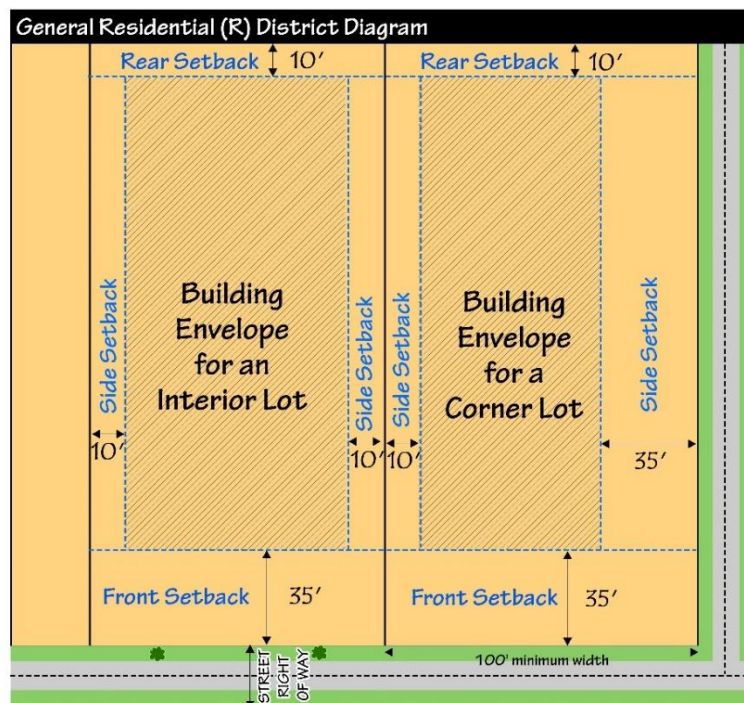 General Residential (R) District Diagram
Rear Setback 10′
Rear Setback 10′
Building
Envelope
for an
Interior Lot
Building
Envelope
for a
Corner Lot
Side Setback
Side Setback
Side Setback
Side Setback
10′
10′
10′
35′
Front Setback 35′
Front Setback 35′
100' minimum width
STREET
RIGHT
OF WAY